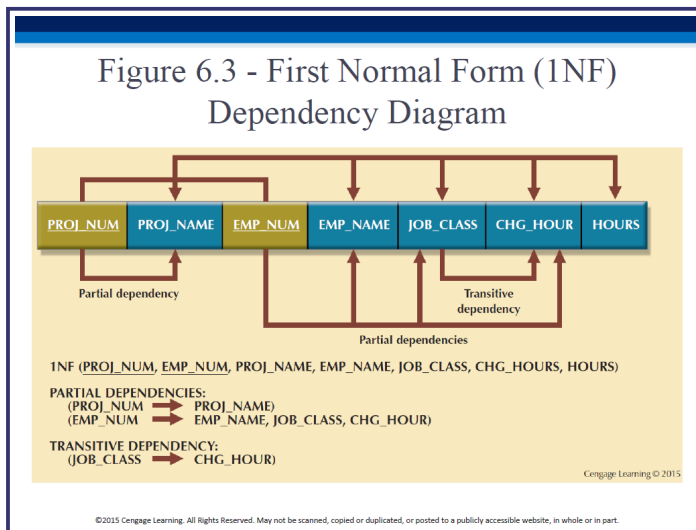 Figure 6.3 - First Normal Form (1NF)
Dependency Diagram
PROJ_NUM PROJ_NAME EMP_NUM EMP_NAME JOB_CLASS CHG_HOUR HOURS
Partial dependency
Transitive
dependency
Partial dependencies
1NF (PROJ_NUM, EMP_NUM, PROJ_NAME, EMP_NAME, JOB_CLASS, CHG_HOURS, HOURS)
PARTIAL DEPENDENCIES:
(PROJ_NUM PROJ_NAME)
(EMP_NUM EMP_NAME, JOB_CLASS, CHG_HOUR)
TRANSITIVE DEPENDENCY:
(JOB_CLASS CHG_HOUR)
Cengage Learning © 2015
©2015 Cengage Learning. All Rights Reserved. May not be scanned, copied or duplicated, or posted to a publicly accessible website, in whole or in part.